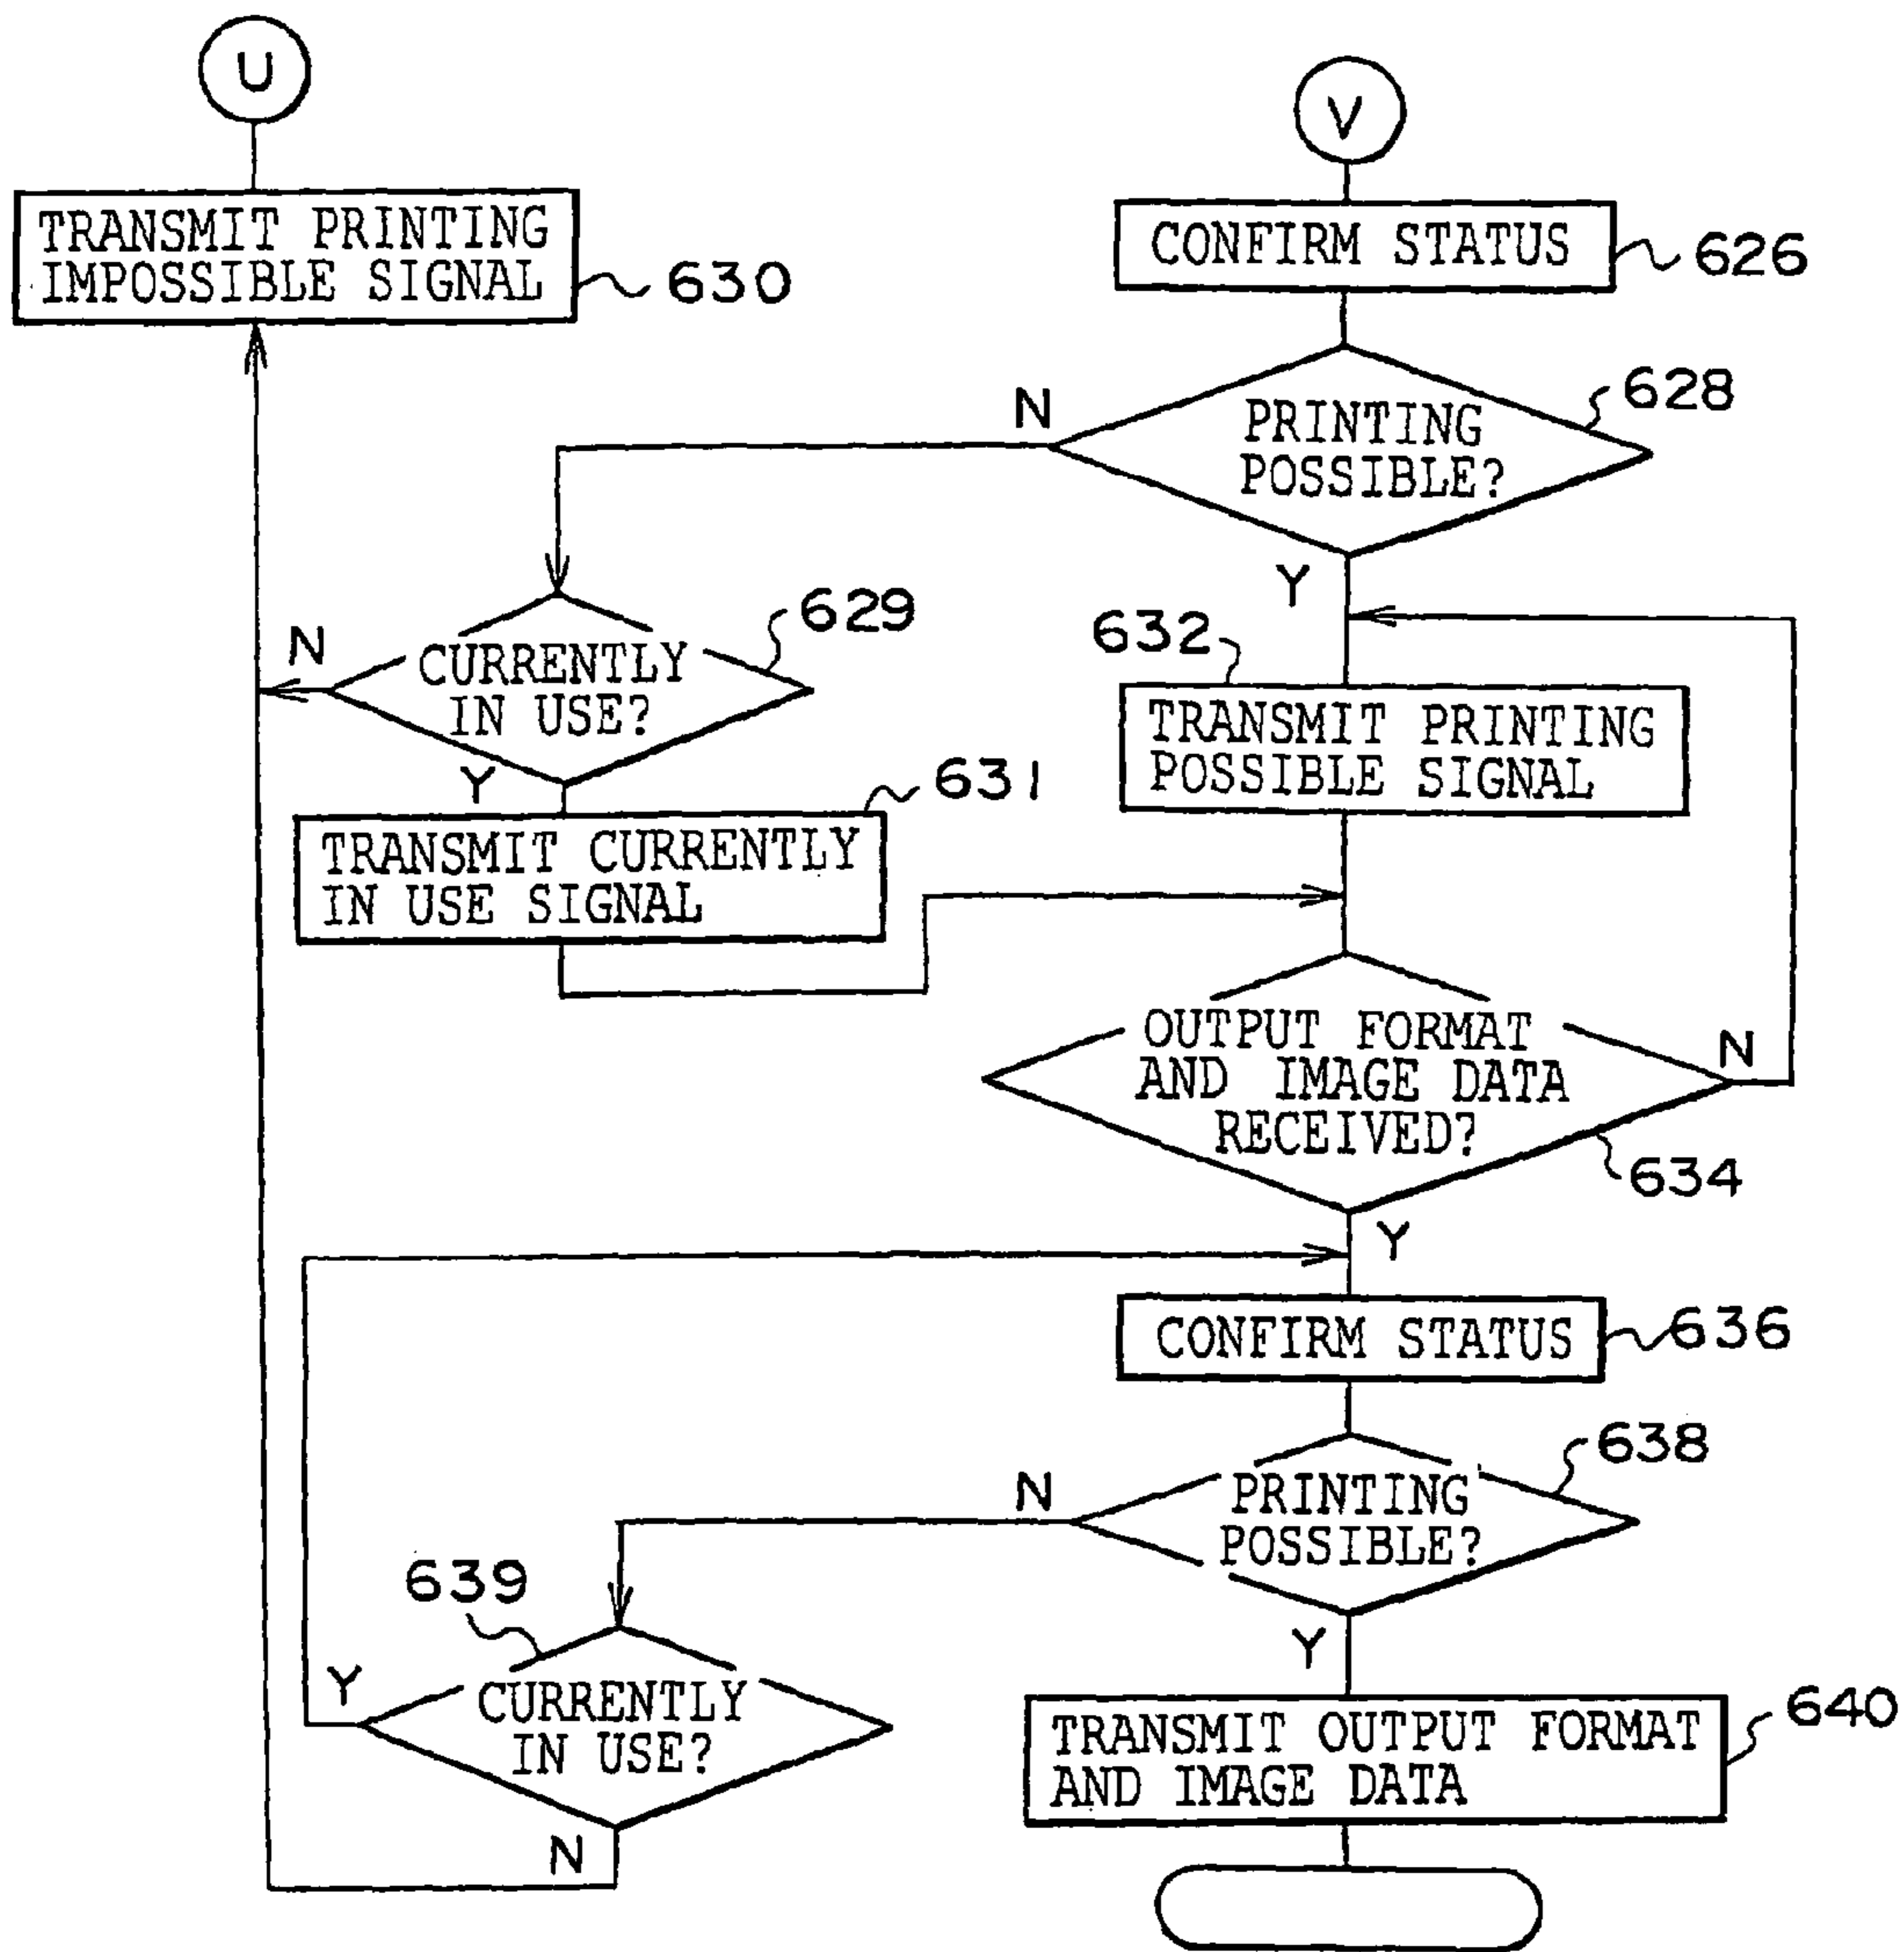 U
V
TRANSMIT PRINTING
IMPOSSIBLE SIGNAL
630
CONFIRM STATUS
626
628
N
PRINTING
POSSIBLE?
Y
629
N
CURRENTLY
IN USE?
Y
632
TRANSMIT PRINTING
POSSIBLE SIGNAL
631
TRANSMIT CURRENTLY
IN USE SIGNAL
OUTPUT FORMAT
AND IMAGE DATA
RECEIVED?
N
634
Y
CONFIRM STATUS
636
638
N
PRINTING
POSSIBLE?
639
Y
Y
CURRENTLY
IN USE?
N
640
TRANSMIT OUTPUT FORMAT
AND IMAGE DATA